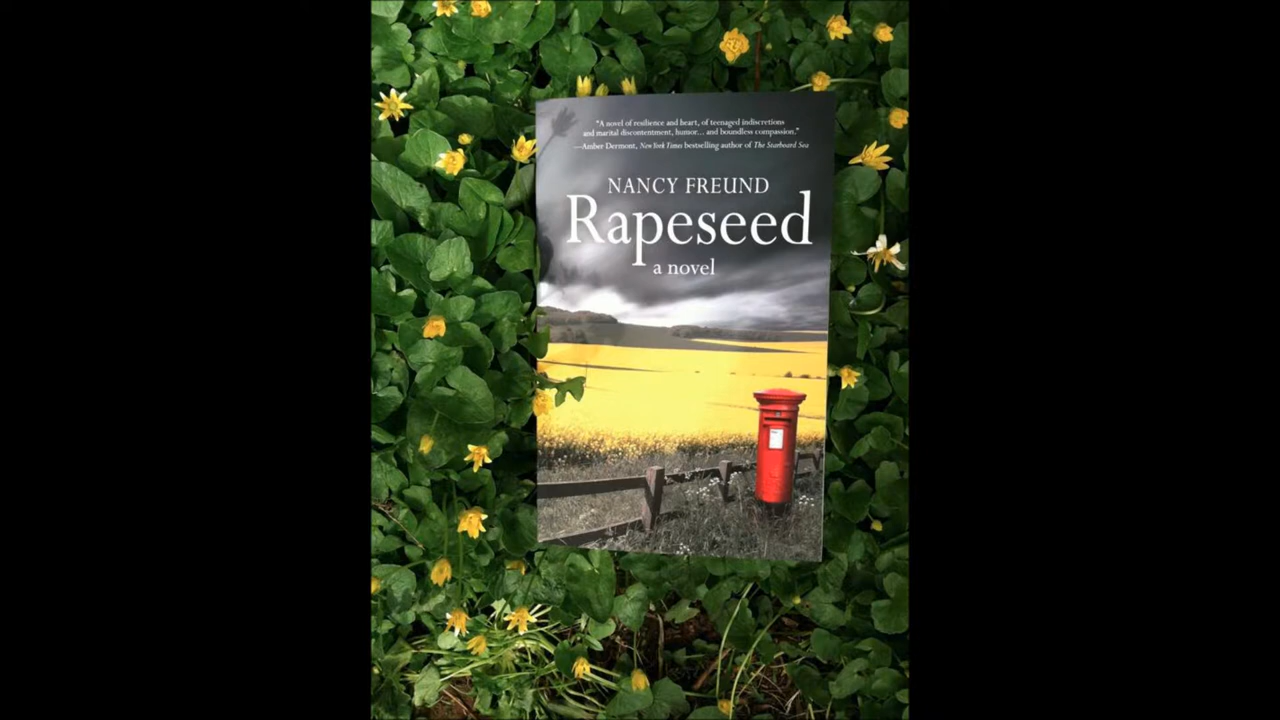 “A novel of resilience and heart, of teenaged indiscretions
and marital discontentment, humor... and boundless compassion.”
—Amber Dermont, New York Times bestselling author of The Starboard Sea
NANCY FREUND
Rapeseed
a novel